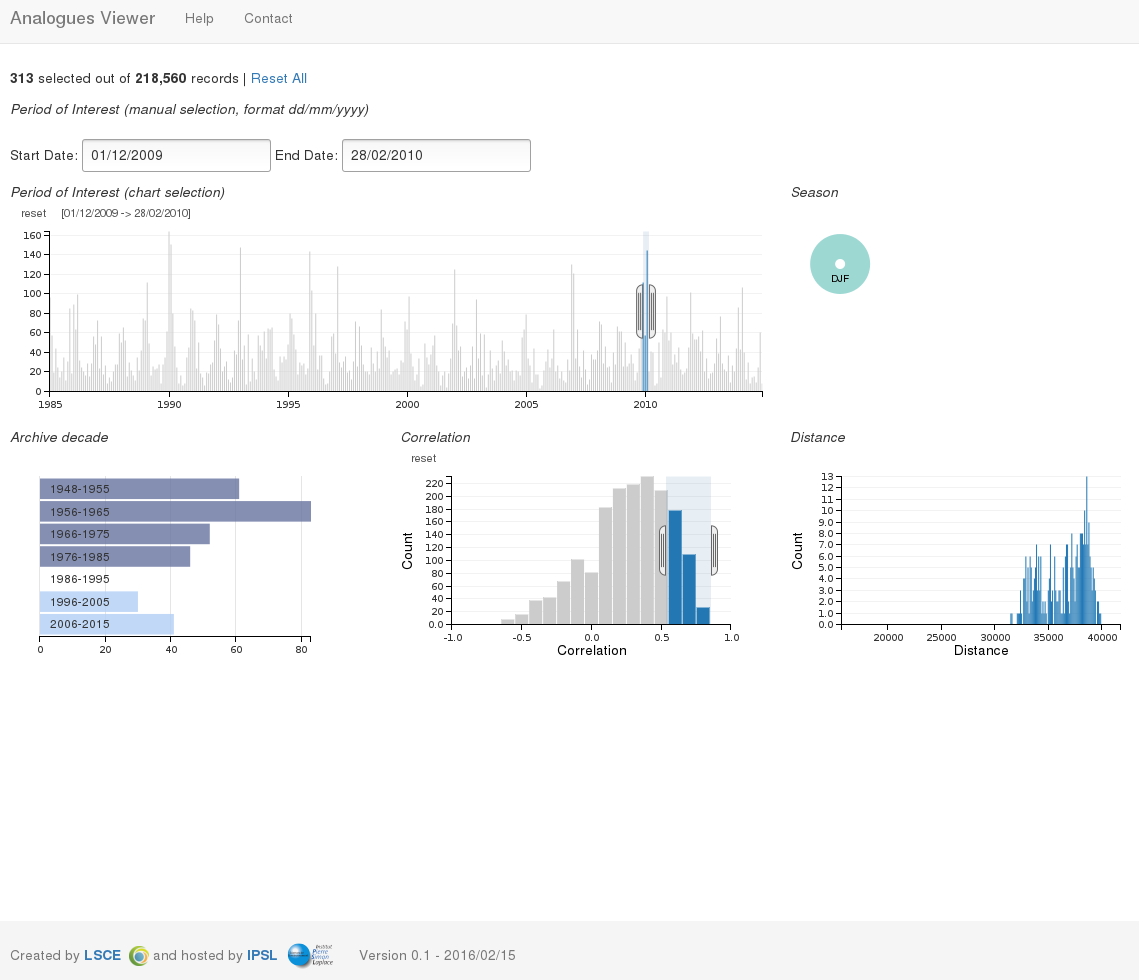 Analogues Viewer Help Contact
313 selected out of 218,560 records | Reset All
Period of Interest (manual selection, format dd/mm/yyyy)
Start Date: 01/12/2009 End Date: 28/02/2010
Period of Interest (chart selection)
reset [01/12/2009 -> 28/02/2010]
160
140
120
100
80
60
40
20
0
1985 1990 1995 2000 2005 2010
Season
DJF
Archive decade
1948-1955
1956-1965
1966-1975
1976-1985
1986-1995
1996-2005
2006-2015
0 20 40 60 80
Correlation
reset
Count
220
200
180
160
140
120
100
80
60
40
20
0.0
-1.0 -0.5 0.0 0.5 1.0
Correlation
Distance
Count
13
12
11
10
9.0
8.0
7.0
6.0
5.0
4.0
3.0
2.0
1.0
0.0
20000 25000 30000 35000 40000
Distance
Created by LSCE and hosted by IPSL Version 0.1 - 2016/02/15
Institut
Pierre
Simon
Laplace